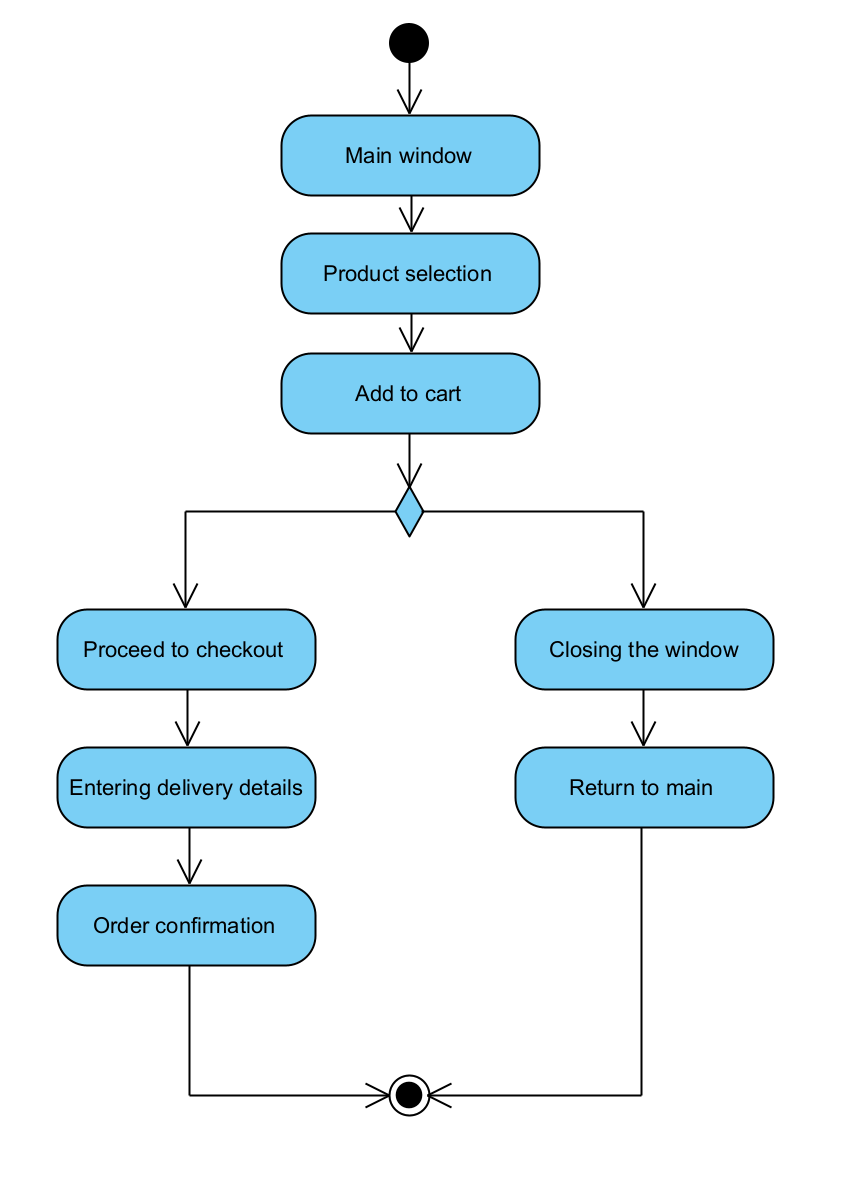 Main window
Product selection
Add to cart
Proceed to checkout
Closing the window
Entering delivery details
Return to main
Order confirmation